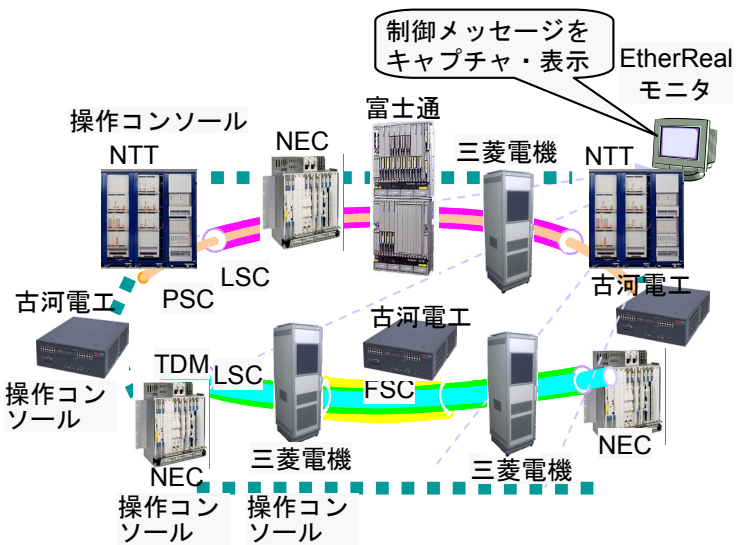 制御メッセージを
キャプチャ・表示
EtherReal
モニタ
操作コンソール
NTT
NEC
富士通
三菱電機
NTT
LSC
PSC
古河電工
古河電工
古河電工
操作コン
ソール
TDM
LSC
FSC
NEC
三菱電機
三菱電機
NEC
操作コン
ソール
操作コン
ソール